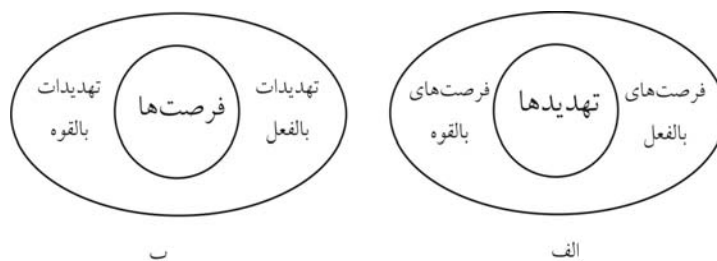 فرصت‌های
بالفعل
تهدیدها
فرصت‌های
بالقوه
الف
تهدیدات
بالفعل
فرصت‌ها
تهدیدات
بالقوه
ب